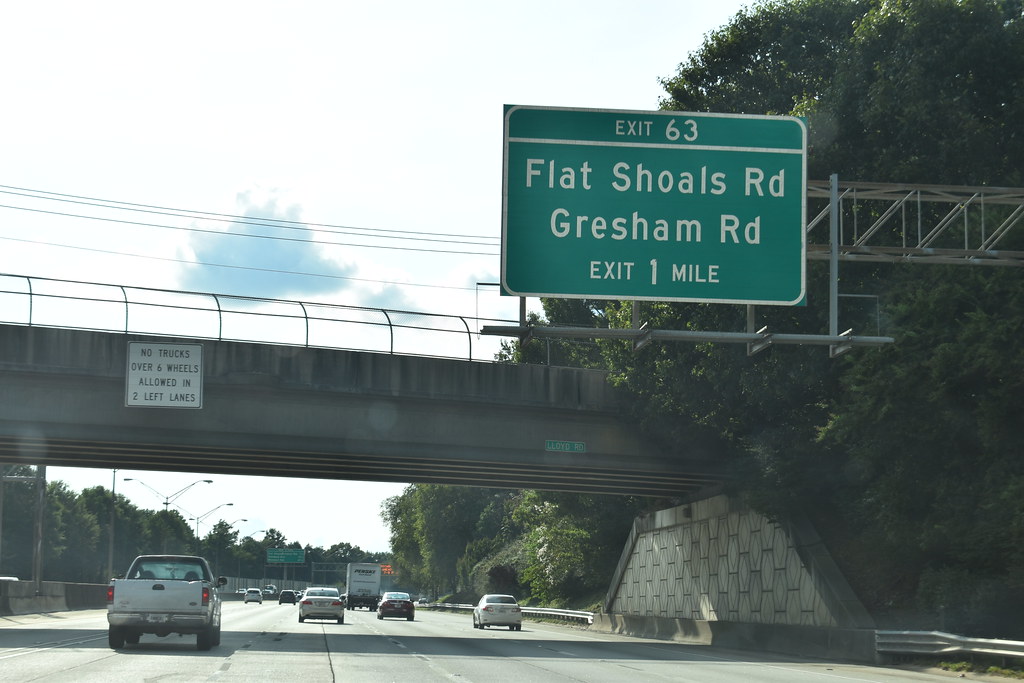 EXIT 63
Flat Shoals Rd
Gresham Rd
EXIT 1 MILE
NO TRUCKS
OVER 6 WHEELS
ALLOWED IN
2 LEFT LANES
LLOYD RD
PENSKE